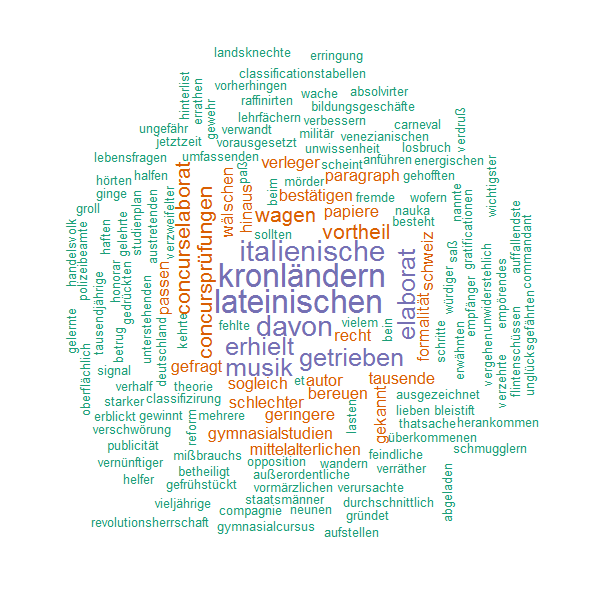 landsknechte
erringung
classificationstabellen
vorherhingen
wache
absolvirter
hinterlist
errathen
raffinirten
bildungsgeschäfte
gewehr
lehrfächern
verbessern
carneval
verdruß
ungefähr
verwandt
militär
venezianischen
jetztzeit
vorausgesetzt
unwissenheit
losbruch
lebensfragen
umfassenden
paß
verleger
scheint
anführen
energischen
wichtigster
hörten
halfen
concurselaborat
wälschen
hinaus
beim
mörder
paragraph
gehofften
ginge
studienplan
austretenden
verzweifelter
bestätigen
fremde
wofern
nannte
gratificationen
groll
haften
gelehrte
concursprüfungen
wagen
papiere
nauka
besteht
auffallendste
handelsvolk
polizeibeamte
sollten
vortheil
commandant
italienische
elaborat
schweiz
saß
würdiger
empfänger
unwiderstehlich
empörendes
honorar
gedrückten
passen
kronländern
tausendjährige
unterstehenden
lateinischen
formalität
flintenschüssen
unglücksgefährten
gelernte
betrug
deutschland
kehrte
fehlte
davon
vielem
recht
bein
schritte
erwähnten
vergehen
verzehrte
oberflächlich
signal
erhielt
getrieben
gefragt
musik
verhalf
theorie
sogleich
et
autor
tausende
starker
classifizirung
schlechter
bereuen
ausgezeichnet
erblickt
gewinnt
mehrere
geringere
lasten
gekannt
lieben
bleistift
verschwörung
reform
gymnasialstudien
thatsache
herankommen
publicität
mißbrauchs
mittelalterlichen
überkommenen
schmugglern
vernünftiger
betheiligt
opposition
wandern
feindliche
helfer
gefrühstückt
außerordentliche
verräther
abgeladen
vormärzlichen
verursachte
vieljährige
staatsmänner
durchschnittlich
compagnie
neunen
gründet
revolutionsherrschaft
gymnasialcursus
aufstellen